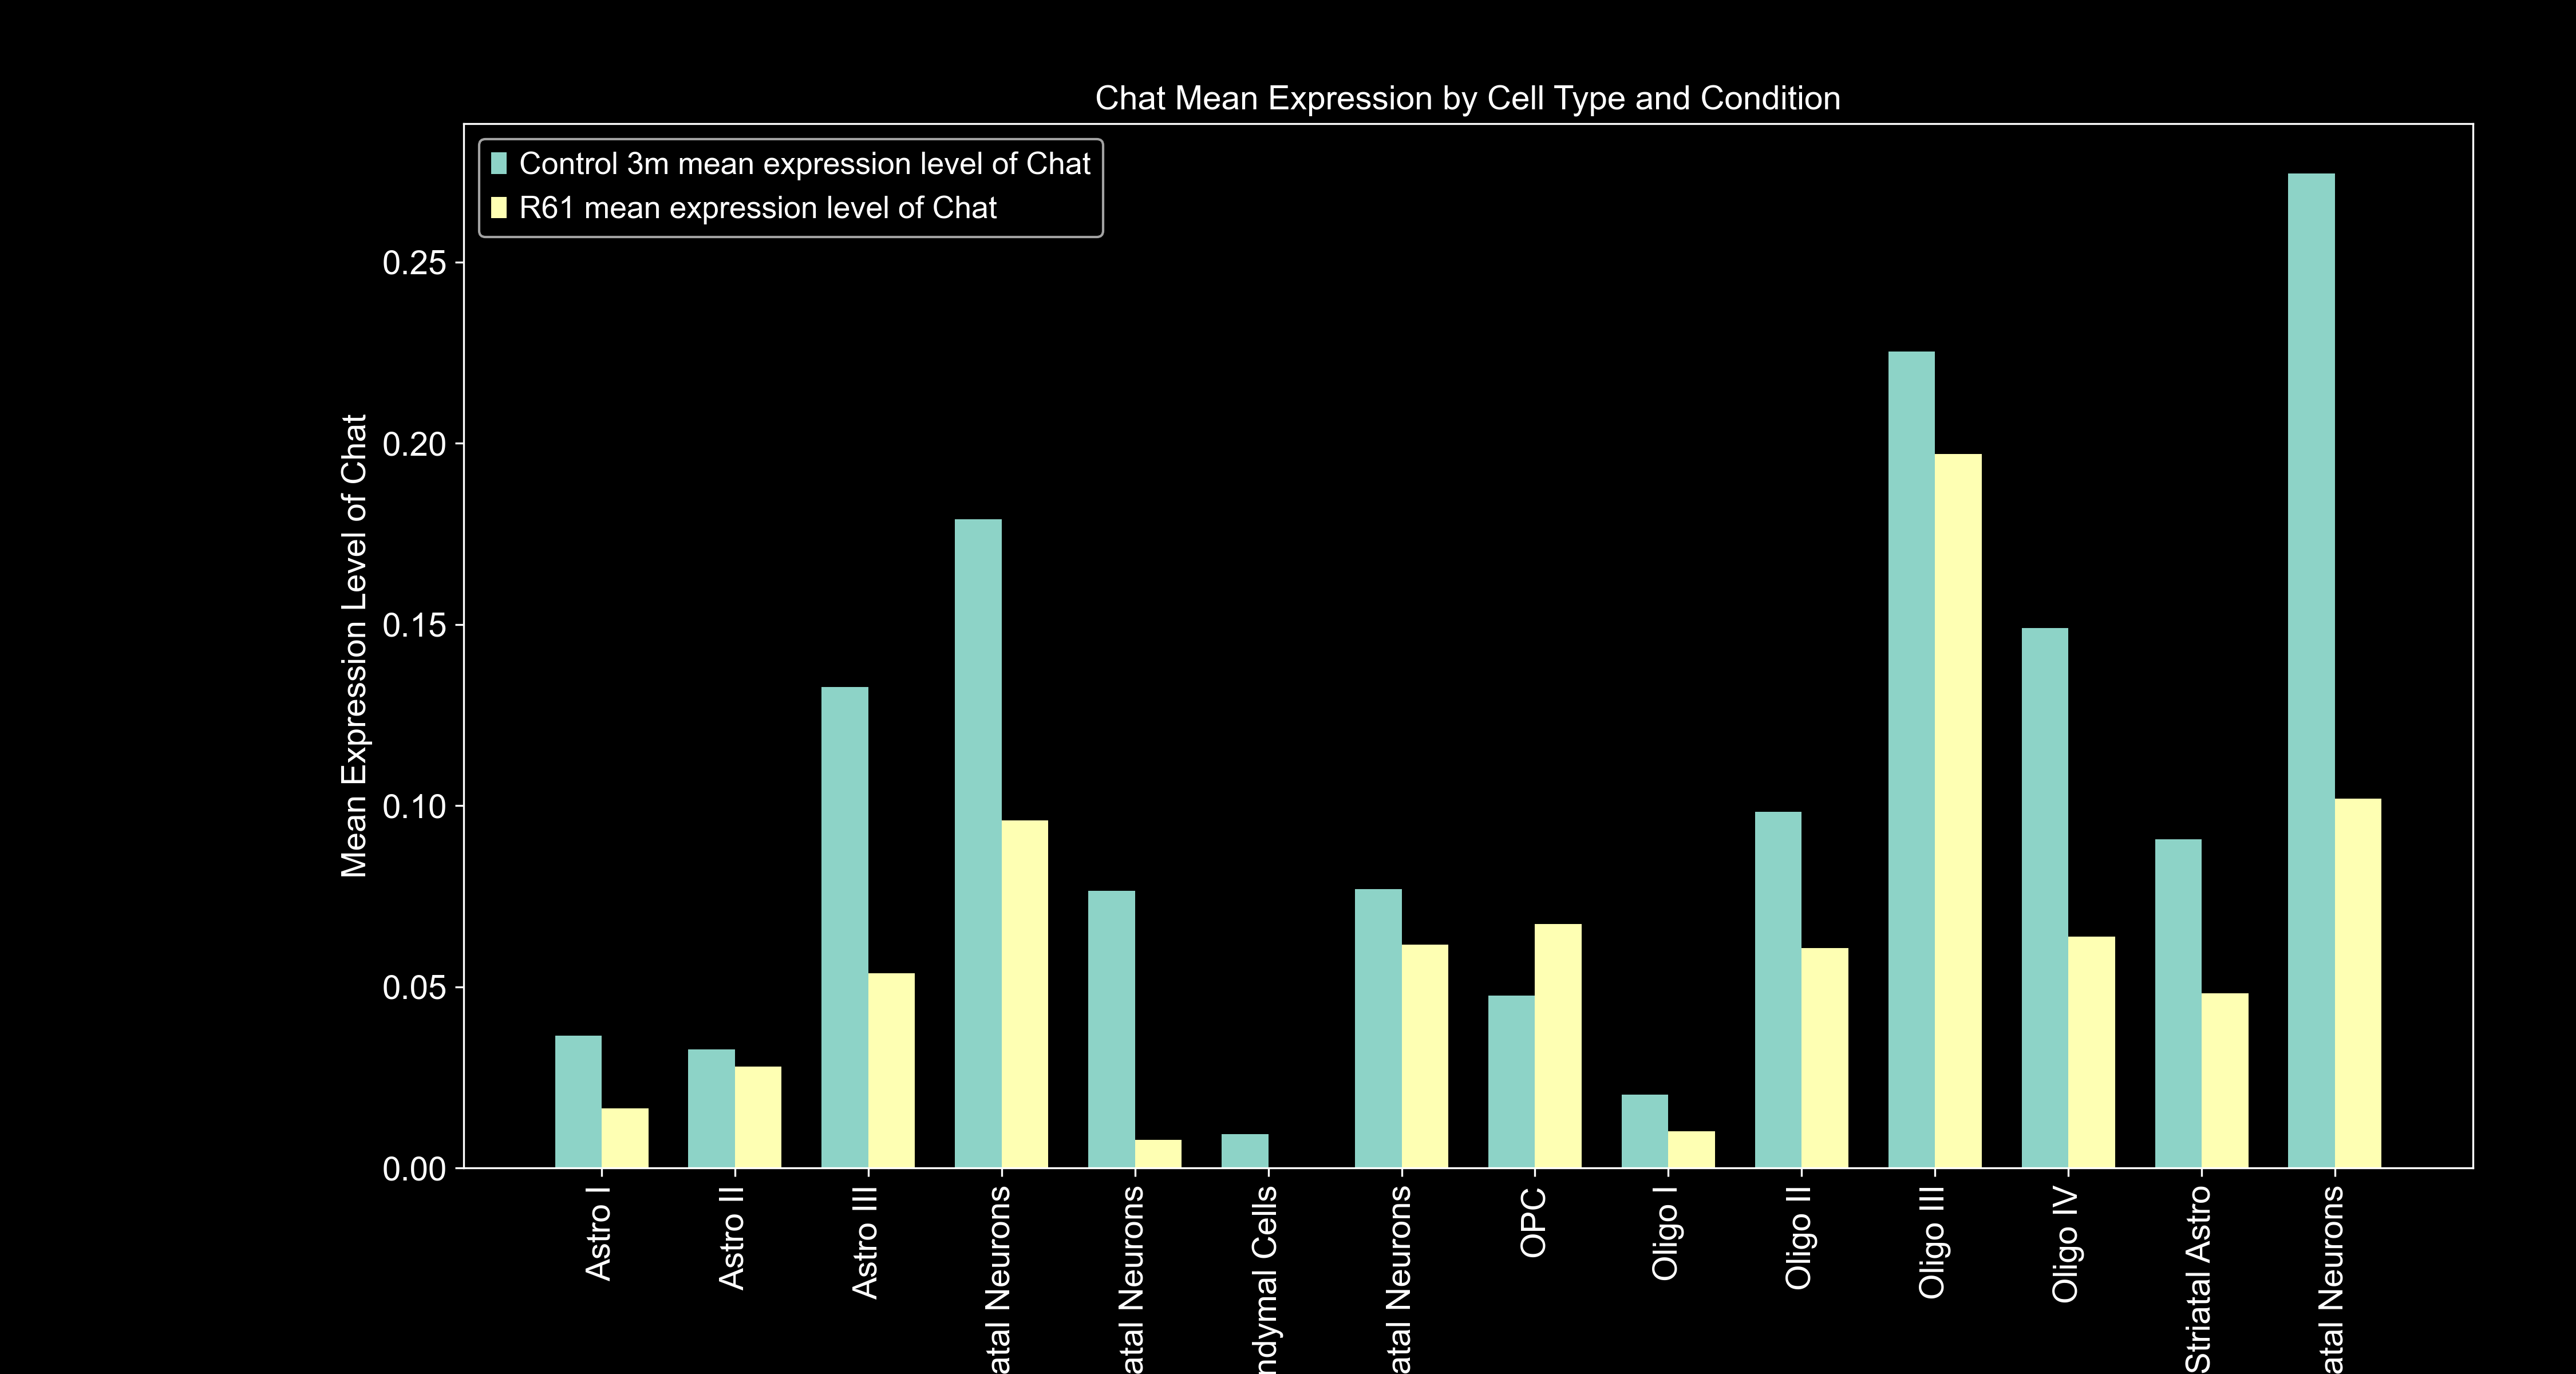 Chat Mean Expression by Cell Type and Condition
Control 3m mean expression level of Chat
R61 mean expression level of Chat
Mean Expression Level of Chat
0.25
0.20
0.15
0.10
0.05
0.00
Astro I
Astro II
Astro III
atal Neurons
atal Neurons
ndymal Cells
atal Neurons
OPC
Oligo I
Oligo II
Oligo III
Oligo IV
Striatal Astro
atal Neurons